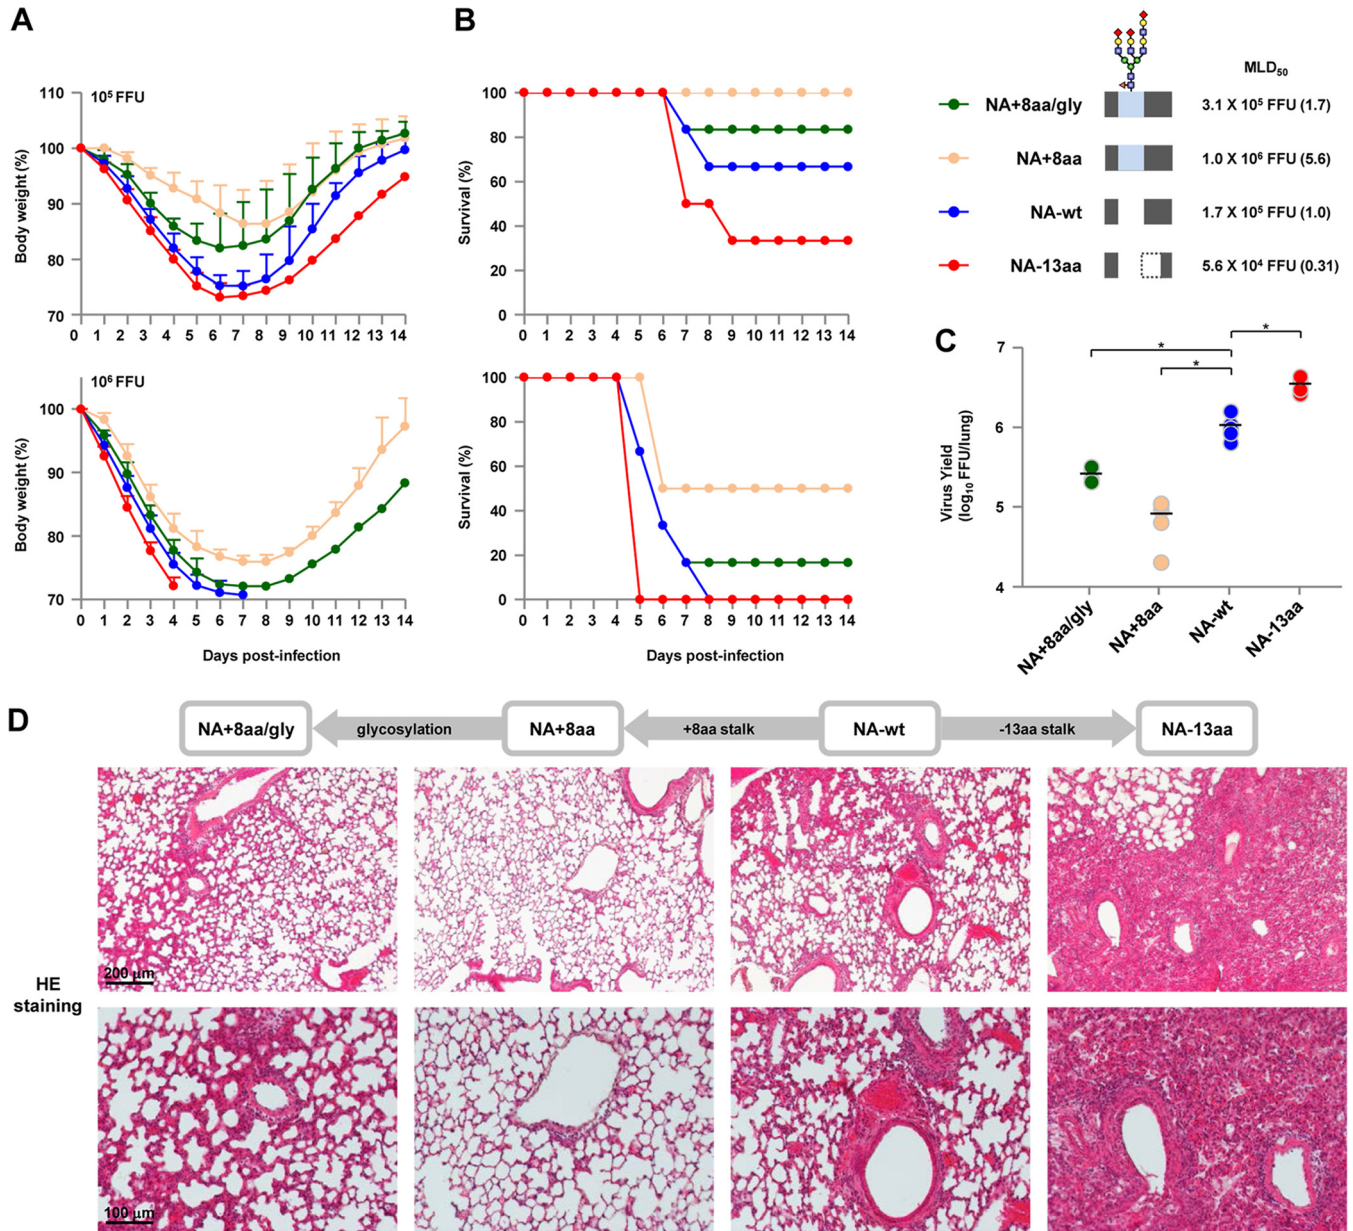 A
B
10⁵ FFU
Body weight (%)
110
100
90
80
70
0 1 2 3 4 5 6 7 8 9 10 11 12 13 14
Survival (%)
100
80
60
40
20
0
0 1 2 3 4 5 6 7 8 9 10 11 12 13 14
MLD₅₀
NA+8aa/gly 3.1 X 10⁵ FFU (1.7)
NA+8aa 1.0 X 10⁶ FFU (5.6)
NA-wt 1.7 X 10⁵ FFU (1.0)
NA-13aa 5.6 X 10⁴ FFU (0.31)
10⁶ FFU
Body weight (%)
100
90
80
70
0 1 2 3 4 5 6 7 8 9 10 11 12 13 14
Days post-infection
Survival (%)
100
80
60
40
20
0
0 1 2 3 4 5 6 7 8 9 10 11 12 13 14
Days post-infection
C
Virus Yield
(log₁₀ FFU/lung)
7
6
5
4
*
*
*
NA+8aa/gly
NA+8aa
NA-wt
NA-13aa
D
NA+8aa/gly glycosylation NA+8aa +8aa stalk NA-wt -13aa stalk NA-13aa
HE
staining
200 µm
100 µm